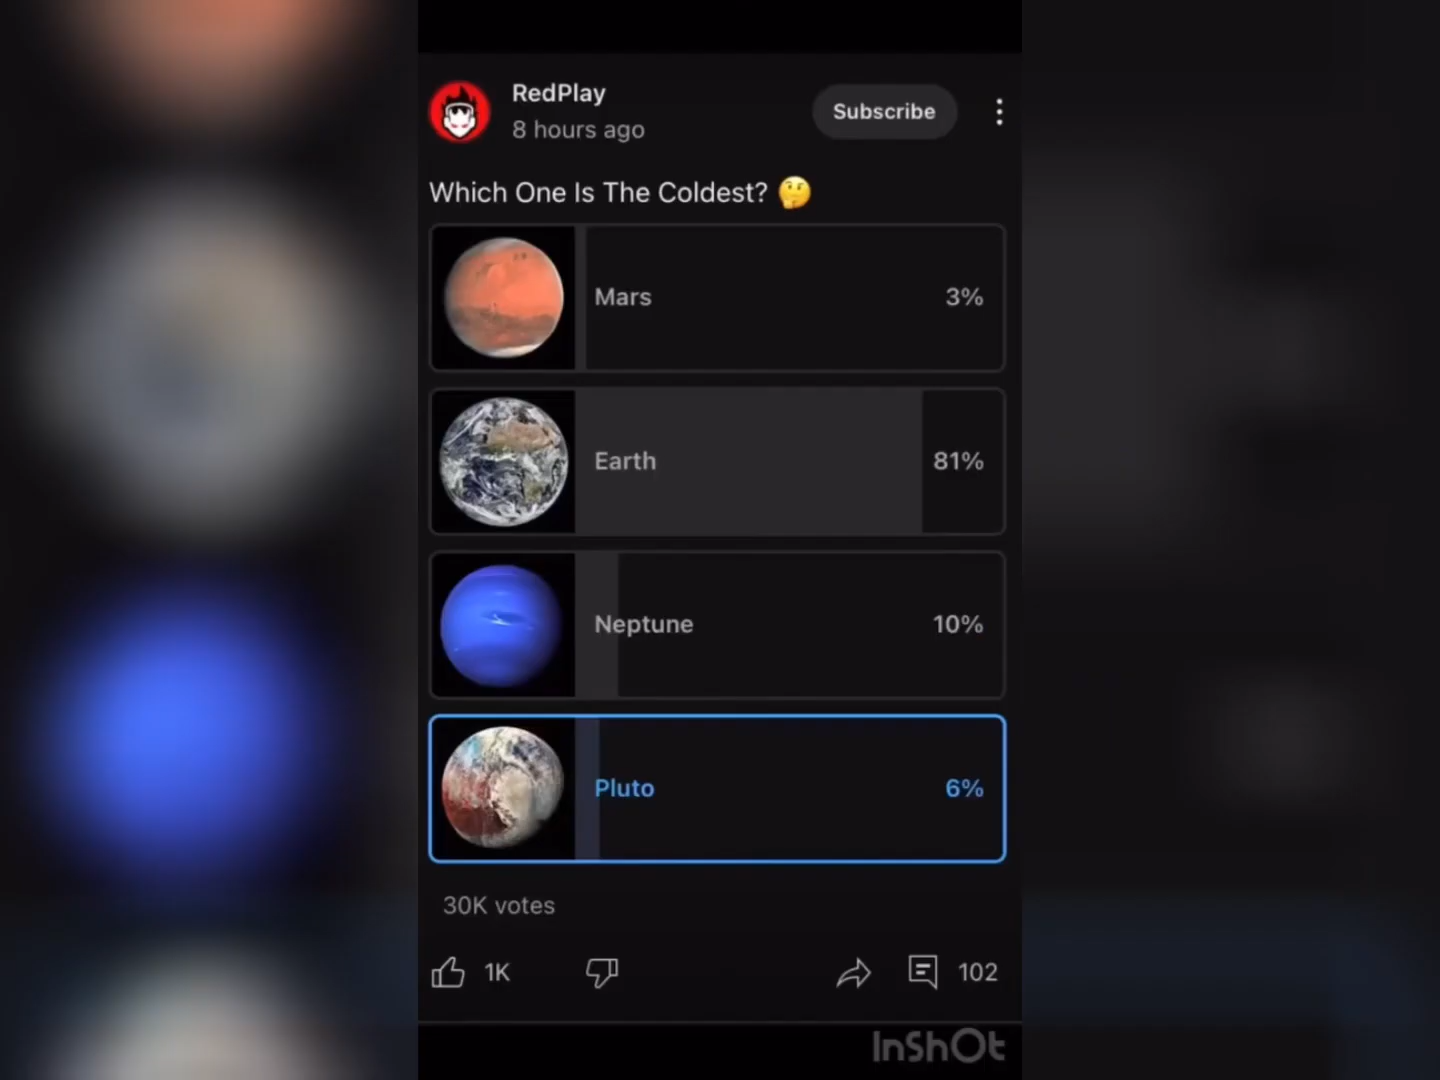 RedPlay
8 hours ago
Subscribe
Which One Is The Coldest? 🤔
Mars 3%
Earth 81%
Neptune 10%
Pluto 6%
30K votes
1K
102
InShOt